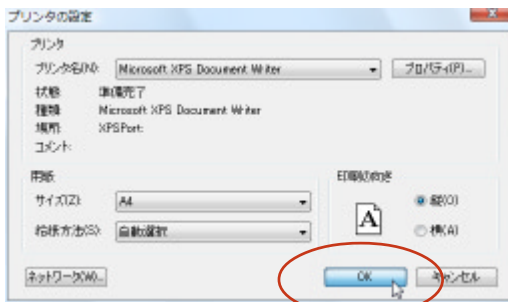 プリンタの設定
プリンタ
プリンタ名(N): Microsoft XPS Document Writer プロパティ(P)...
状態: 準備完了
種類: Microsoft XPS Document Writer
場所: XPSPort:
コメント:
用紙
サイズ(Z): A4
給紙方法(S): 自動選択
印刷の向き
A
縦(O)
横(A)
ネットワーク(W)... OK キャンセル